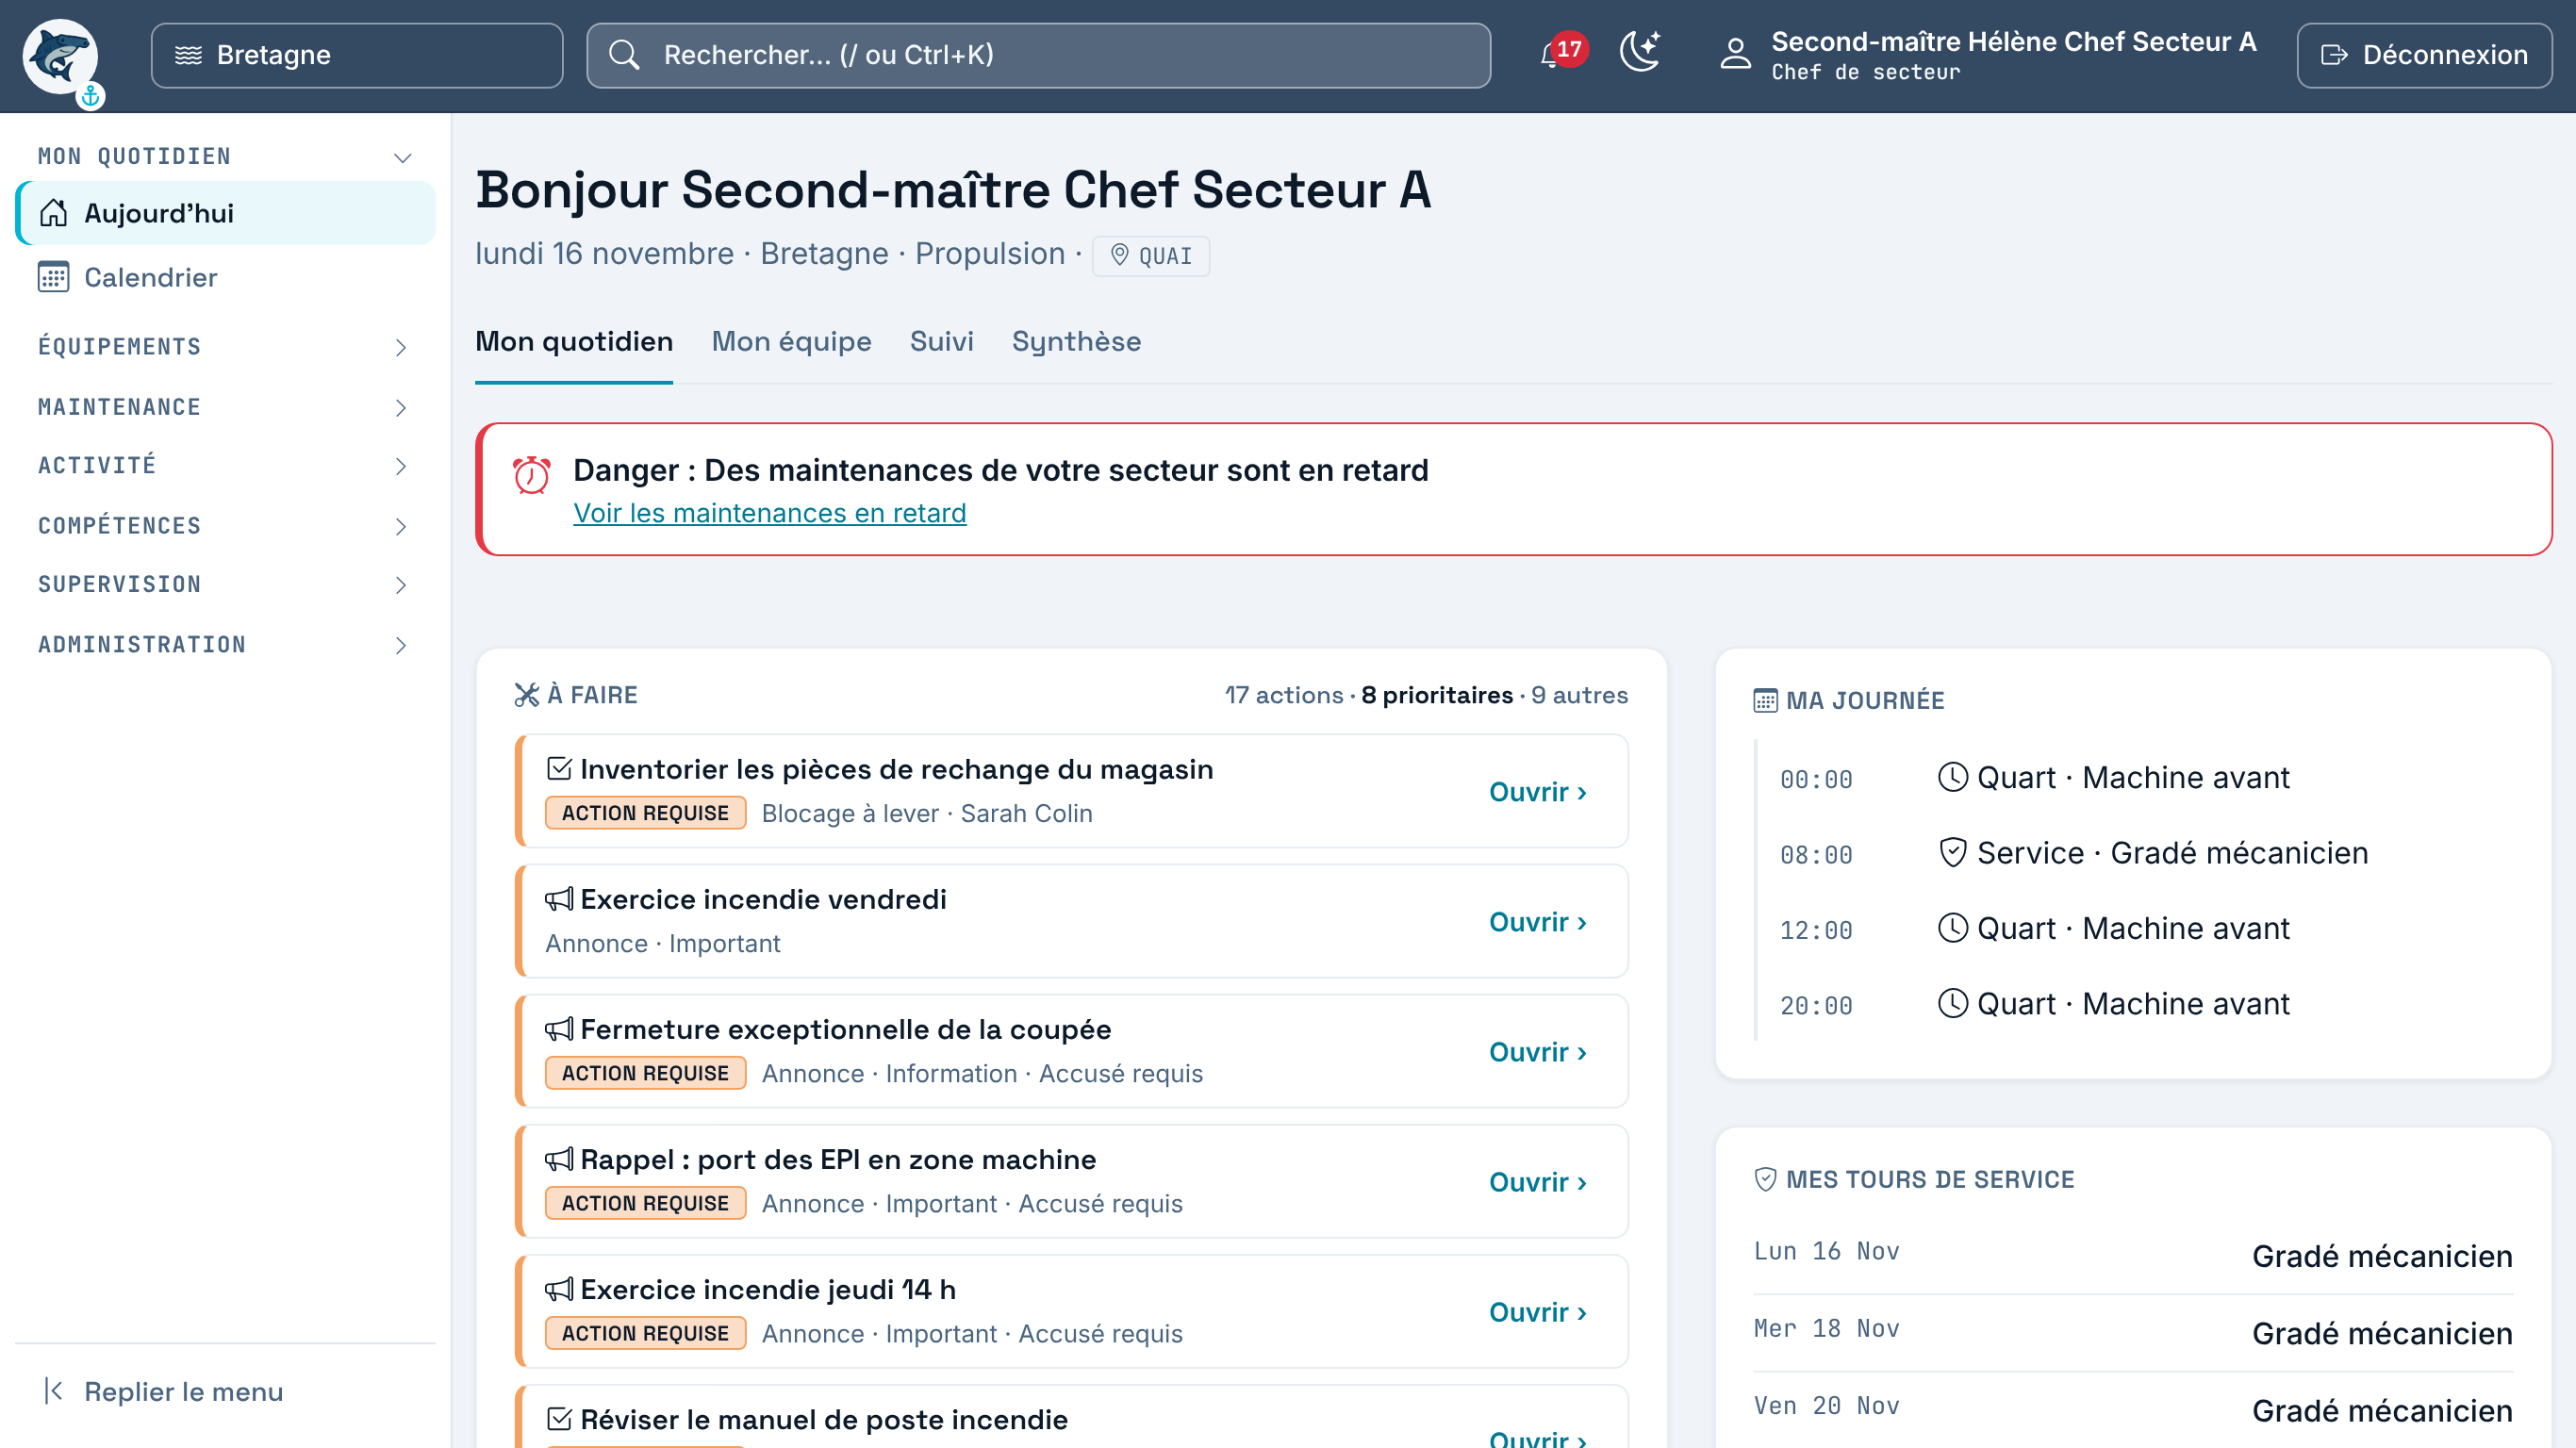 Bretagne
Rechercher... (/ ou Ctrl+K)
17
Second-maître Hélène Chef Secteur A
Chef de secteur
Déconnexion
MON QUOTIDIEN
Aujourd'hui
Calendrier
ÉQUIPEMENTS
MAINTENANCE
ACTIVITÉ
COMPÉTENCES
SUPERVISION
ADMINISTRATION
Replier le menu
Bonjour Second-maître Chef Secteur A
lundi 16 novembre · Bretagne · Propulsion · QUAI
Mon quotidien Mon équipe Suivi Synthèse
Danger : Des maintenances de votre secteur sont en retard
Voir les maintenances en retard
À FAIRE
17 actions · 8 prioritaires · 9 autres
Inventorier les pièces de rechange du magasin
ACTION REQUISE Blocage à lever · Sarah Colin
Ouvrir ›
Exercice incendie vendredi
Annonce · Important
Ouvrir ›
Fermeture exceptionnelle de la coupée
ACTION REQUISE Annonce · Information · Accusé requis
Ouvrir ›
Rappel : port des EPI en zone machine
ACTION REQUISE Annonce · Important · Accusé requis
Ouvrir ›
Exercice incendie jeudi 14 h
ACTION REQUISE Annonce · Important · Accusé requis
Ouvrir ›
Réviser le manuel de poste incendie
Ouvrir ›
MA JOURNÉE
00:00 Quart · Machine avant
08:00 Service · Gradé mécanicien
12:00 Quart · Machine avant
20:00 Quart · Machine avant
MES TOURS DE SERVICE
Lun 16 Nov Gradé mécanicien
Mer 18 Nov Gradé mécanicien
Ven 20 Nov Gradé mécanicien